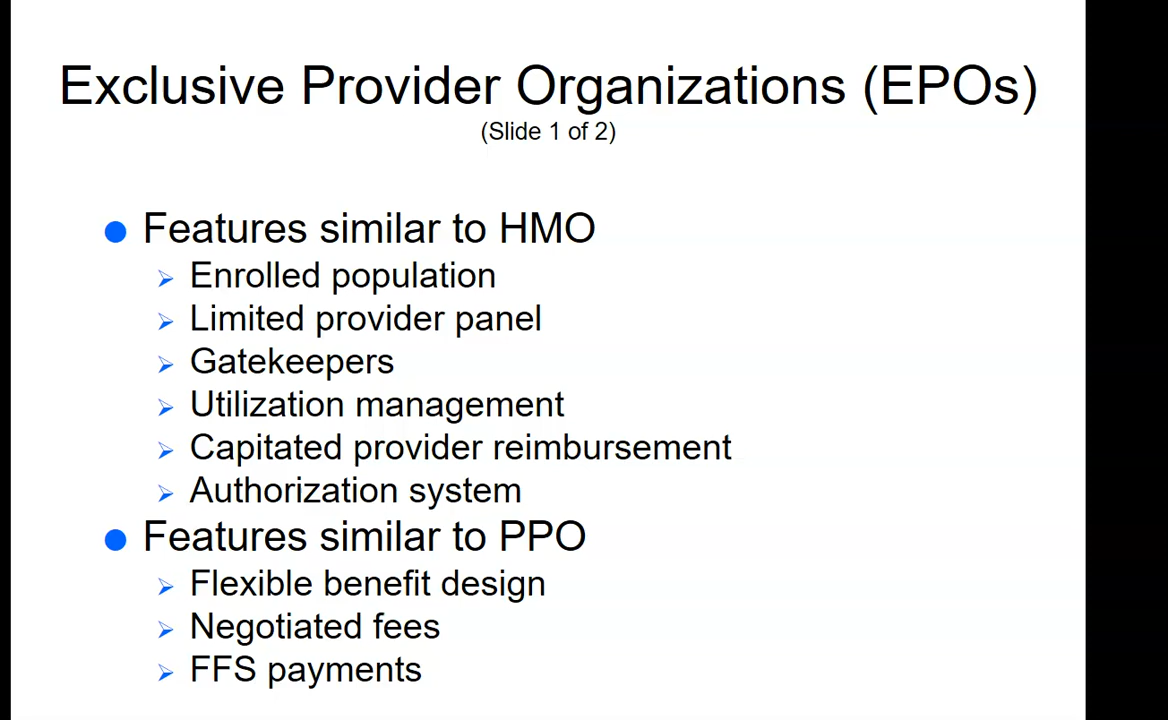 Exclusive Provider Organizations (EPOs)
(Slide 1 of 2)
Features similar to HMO
Enrolled population
Limited provider panel
Gatekeepers
Utilization management
Capitated provider reimbursement
Authorization system
Features similar to PPO
Flexible benefit design
Negotiated fees
FFS payments